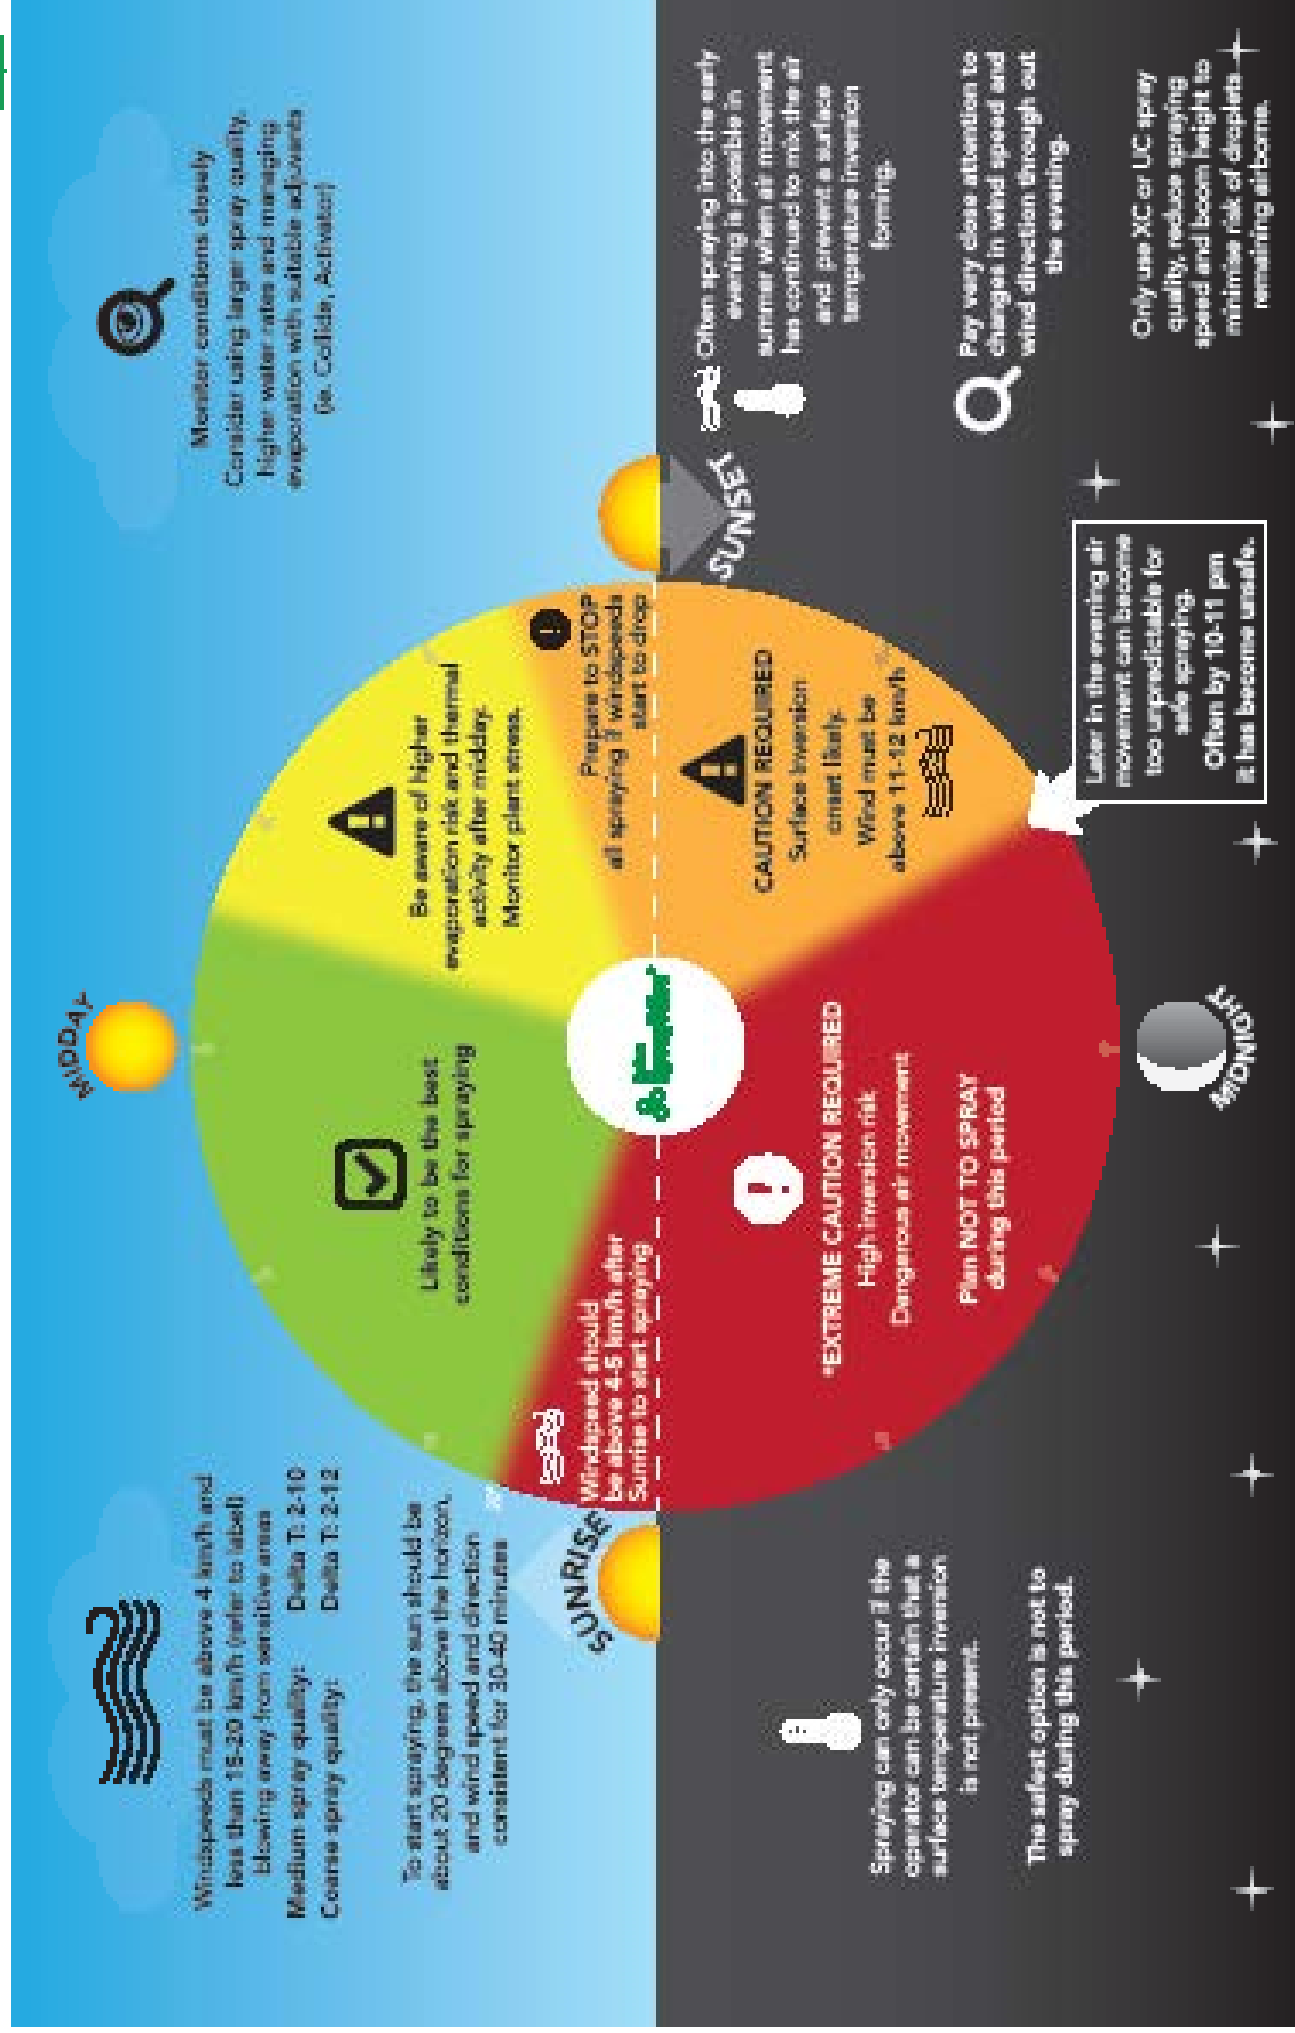 MIDDAY
Windspeeds must be above 4 km/h and
less than 15-20 km/h (refer to label)
blowing away from sensitive areas
Medium spray quality: Delta T: 2-10
Coarse spray quality: Delta T: 2-12
To start spraying, the sun should be
about 20 degrees above the horizon,
and wind speed and direction
consistent for 30-40 minutes
20°
SUNRISE
Monitor conditions closely
Consider using larger spray quality,
higher water rates and managing
evaporation with suitable adjuvants
(ie. Collide, Activator)
Likely to be the best
conditions for spraying
Be aware of higher
evaporation risk and thermal
activity after midday.
Monitor plant stress.
Windspeed should
be above 4-5 km/h after
Sunrise to start spraying
Prepare to STOP
all spraying if windspeeds
start to drop
SUNSET
*EXTREME CAUTION REQUIRED
High inversion risk
Dangerous air movement
Plan NOT TO SPRAY
during this period
CAUTION REQUIRED
Surface inversion
onset likely.
Wind must be
above 11-12 km/h
Spraying can only occur if the
operator can be certain that a
surface temperature inversion
is not present.
The safest option is not to
spray during this period.
Often spraying into the early
evening is possible in
summer when air movement
has continued to mix the air
and prevent a surface
temperature inversion
forming.
Pay very close attention to
changes in wind speed and
wind direction through out
the evening.
Only use XC or UC spray
quality, reduce spraying
speed and boom height to
minimise risk of droplets
remaining airborne.
Later in the evening air
movement can become
too unpredictable for
safe spraying.
Often by 10-11 pm
it has become unsafe.
MIDNIGHT